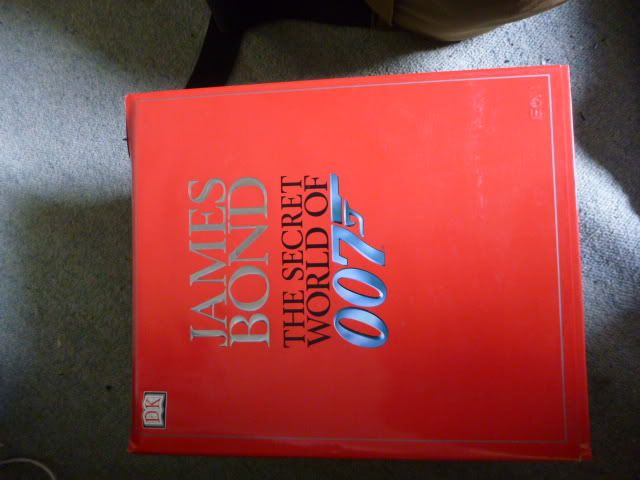 JAMES
BOND
THE SECRET
WORLD OF
007
DK